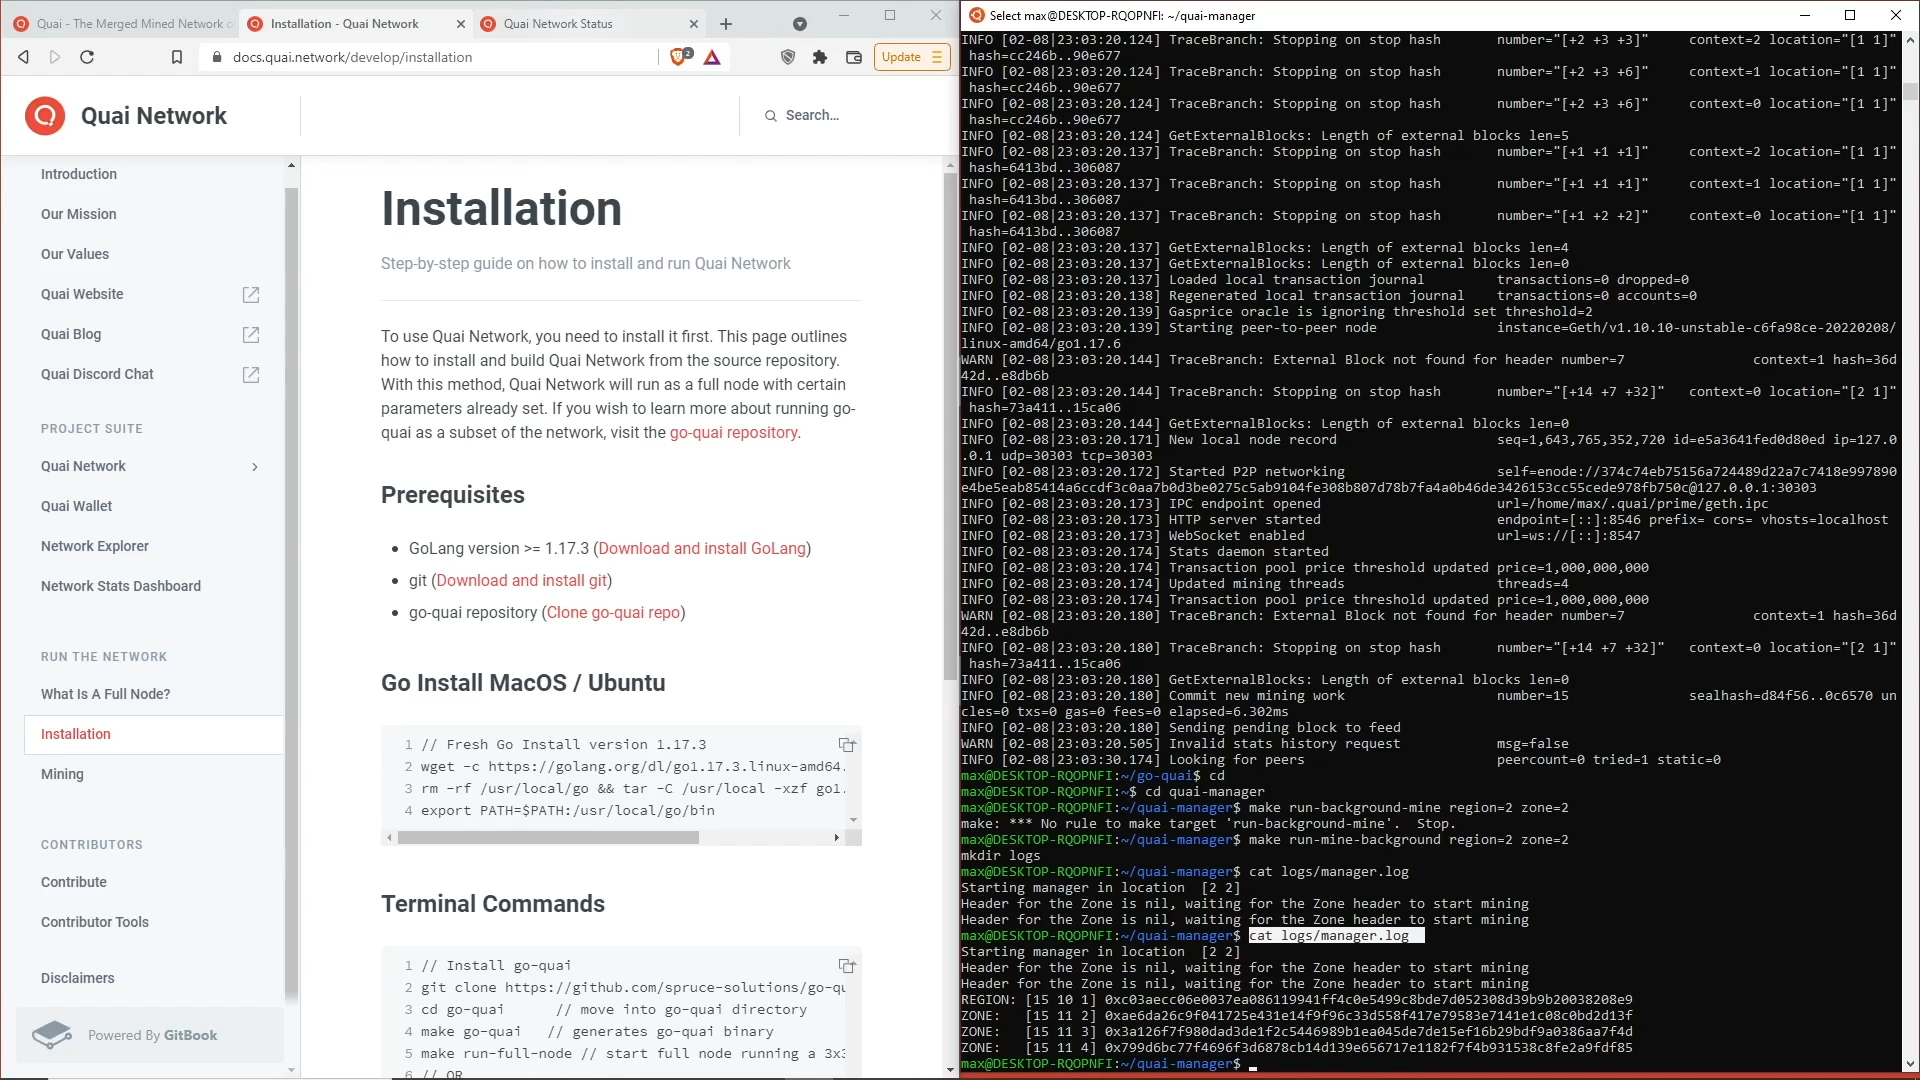 Quai - The Merged Mined Network o
Installation - Quai Network
Quai Network Status
docs.quai.network/develop/installation
2
Update
Quai Network
Search...
Introduction
Our Mission
Our Values
Quai Website
Quai Blog
Quai Discord Chat
PROJECT SUITE
Quai Network
Quai Wallet
Network Explorer
Network Stats Dashboard
RUN THE NETWORK
What Is A Full Node?
Installation
Mining
CONTRIBUTORS
Contribute
Contributor Tools
Disclaimers
Powered By GitBook
Installation
Step-by-step guide on how to install and run Quai Network
To use Quai Network, you need to install it first. This page outlines
how to install and build Quai Network from the source repository.
With this method, Quai Network will run as a full node with certain
parameters already set. If you wish to learn more about running go-
quai as a subset of the network, visit the go-quai repository.
Prerequisites
• GoLang version >= 1.17.3 (Download and install GoLang)
• git (Download and install git)
• go-quai repository (Clone go-quai repo)
Go Install MacOS / Ubuntu
1 // Fresh Go Install version 1.17.3
2 wget -c https://golang.org/dl/go1.17.3.linux-amd64.
3 rm -rf /usr/local/go && tar -C /usr/local -xzf go1.
4 export PATH=$PATH:/usr/local/go/bin
Terminal Commands
1 // Install go-quai
2 git clone https://github.com/spruce-solutions/go-qu
3 cd go-quai      // move into go-quai directory
4 make go-quai   // generates go-quai binary
5 make run-full-node // start full node running a 3x3
6 // OR
Select max@DESKTOP-RQOPNFI: ~/quai-manager
INFO [02-08|23:03:20.124] TraceBranch: Stopping on stop hash       number="[+2 +3 +3]"     context=2 location="[1 1]"
hash=cc246b..90e677
INFO [02-08|23:03:20.124] TraceBranch: Stopping on stop hash       number="[+2 +3 +6]"     context=1 location="[1 1]"
hash=cc246b..90e677
INFO [02-08|23:03:20.124] TraceBranch: Stopping on stop hash       number="[+2 +3 +6]"     context=0 location="[1 1]"
hash=cc246b..90e677
INFO [02-08|23:03:20.124] GetExternalBlocks: Length of external blocks len=5
INFO [02-08|23:03:20.137] TraceBranch: Stopping on stop hash       number="[+1 +1 +1]"     context=2 location="[1 1]"
hash=6413bd..306087
INFO [02-08|23:03:20.137] TraceBranch: Stopping on stop hash       number="[+1 +1 +1]"     context=1 location="[1 1]"
hash=6413bd..306087
INFO [02-08|23:03:20.137] TraceBranch: Stopping on stop hash       number="[+1 +2 +2]"     context=0 location="[1 1]"
hash=6413bd..306087
INFO [02-08|23:03:20.137] GetExternalBlocks: Length of external blocks len=4
INFO [02-08|23:03:20.137] GetExternalBlocks: Length of external blocks len=0
INFO [02-08|23:03:20.137] Loaded local transaction journal         transactions=0 dropped=0
INFO [02-08|23:03:20.138] Regenerated local transaction journal    transactions=0 accounts=0
INFO [02-08|23:03:20.139] Gasprice oracle is ignoring threshold set threshold=2
INFO [02-08|23:03:20.139] Starting peer-to-peer node               instance=Geth/v1.10.10-unstable-c6fa98ce-20220208/
linux-amd64/go1.17.6
WARN [02-08|23:03:20.144] TraceBranch: External Block not found for header number=7                context=1 hash=36d
42d..e8db6b
INFO [02-08|23:03:20.144] TraceBranch: Stopping on stop hash       number="[+14 +7 +32]"   context=0 location="[2 1]"
hash=73a411..15ca06
INFO [02-08|23:03:20.144] GetExternalBlocks: Length of external blocks len=0
INFO [02-08|23:03:20.171] New local node record                    seq=1,643,765,352,720 id=e5a3641fed0d80ed ip=127.0
.0.1 udp=30303 tcp=30303
INFO [02-08|23:03:20.172] Started P2P networking                   self=enode://374c74eb75156a724489d22a7c7418e997890
e4be5eab85414a6ccdf3c0aa7b0d3be0275c5ab9104fe308b807d78b7fa4a0b46de3426153cc55cede978fb750c@127.0.0.1:30303
INFO [02-08|23:03:20.173] IPC endpoint opened                      url=/home/max/.quai/prime/geth.ipc
INFO [02-08|23:03:20.173] HTTP server started                      endpoint=[::]:8546 prefix= cors= vhosts=localhost
INFO [02-08|23:03:20.173] WebSocket enabled                        url=ws://[::]:8547
INFO [02-08|23:03:20.174] Stats daemon started
INFO [02-08|23:03:20.174] Transaction pool price threshold updated price=1,000,000,000
INFO [02-08|23:03:20.174] Updated mining threads                   threads=4
INFO [02-08|23:03:20.174] Transaction pool price threshold updated price=1,000,000,000
WARN [02-08|23:03:20.180] TraceBranch: External Block not found for header number=7                context=1 hash=36d
42d..e8db6b
INFO [02-08|23:03:20.180] TraceBranch: Stopping on stop hash       number="[+14 +7 +32]"   context=0 location="[2 1]"
hash=73a411..15ca06
INFO [02-08|23:03:20.180] GetExternalBlocks: Length of external blocks len=0
INFO [02-08|23:03:20.180] Commit new mining work                   number=15               sealhash=d84f56..0c6570 un
cles=0 txs=0 gas=0 fees=0 elapsed=6.302ms
INFO [02-08|23:03:20.180] Sending pending block to feed
WARN [02-08|23:03:20.505] Invalid stats history request            msg=false
INFO [02-08|23:03:30.174] Looking for peers                        peercount=0 tried=1 static=0
max@DESKTOP-RQOPNFI:~/go-quai$ cd
max@DESKTOP-RQOPNFI:~$ cd quai-manager
max@DESKTOP-RQOPNFI:~/quai-manager$ make run-background-mine region=2 zone=2
make: *** No rule to make target 'run-background-mine'.  Stop.
max@DESKTOP-RQOPNFI:~/quai-manager$ make run-mine-background region=2 zone=2
mkdir logs
max@DESKTOP-RQOPNFI:~/quai-manager$ cat logs/manager.log
Starting manager in location  [2 2]
Header for the Zone is nil, waiting for the Zone header to start mining
Header for the Zone is nil, waiting for the Zone header to start mining
max@DESKTOP-RQOPNFI:~/quai-manager$ cat logs/manager.log
Starting manager in location  [2 2]
Header for the Zone is nil, waiting for the Zone header to start mining
Header for the Zone is nil, waiting for the Zone header to start mining
REGION: [15 10 1] 0xc03aecc06e0037ea086119941ff4c0e5499c8bde7d052308d39b9b20038208e9
ZONE:   [15 11 2] 0xae6da26c9f041725e431e14f9f96c33d558f417e79583e7141e1c08c0bd2d13f
ZONE:   [15 11 3] 0x3a126f7f980dad3de1f2c5446989b1ea045de7de15ef16b29bdf9a0386aa7f4d
ZONE:   [15 11 4] 0x799d6bc77f4696f3d6878cb14d139e656717e1182f7f4b931538c8fe2a9fdf85
max@DESKTOP-RQOPNFI:~/quai-manager$